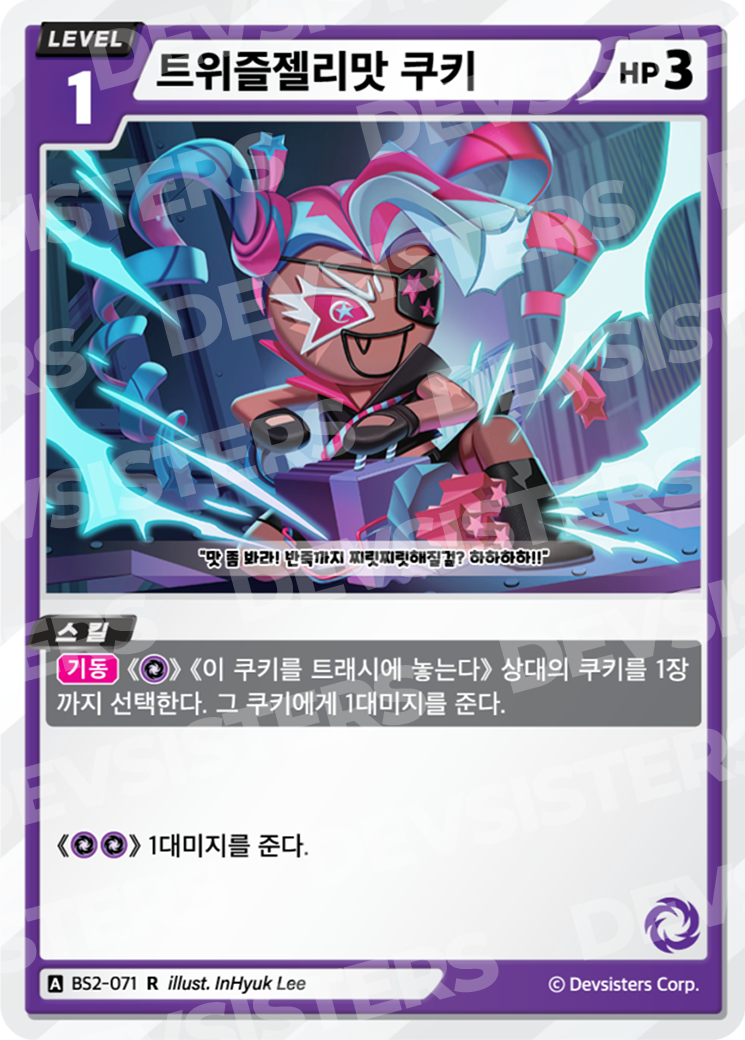 LEVEL
1
트위즐젤리맛 쿠키
HP 3
"맛 좀 봐라! 반죽까지 찌릿찌릿해질걸? 하하하하!!"
스킬
기동 《》《이 쿠키를 트래시에 놓는다》 상대의 쿠키를 1장
까지 선택한다. 그 쿠키에게 1대미지를 준다.
《》 1대미지를 준다.
A BS2-071 R illust. InHyuk Lee
© Devsisters Corp.
DEVSISTERS